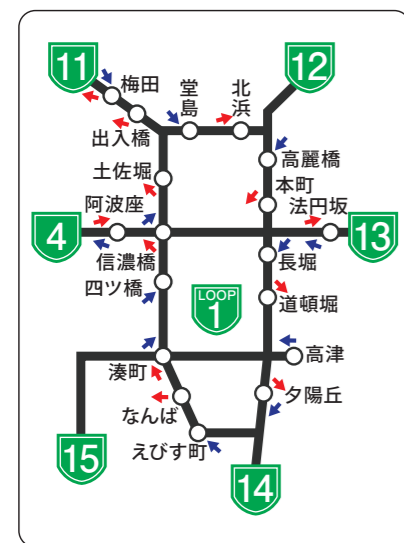 11
12
梅田
堂島
北浜
出入橋
高麗橋
土佐堀
本町
阿波座
法円坂
4
13
信濃橋
長堀
四ツ橋
LOOP
1
道頓堀
高津
湊町
夕陽丘
なんば
えびす町
15
14